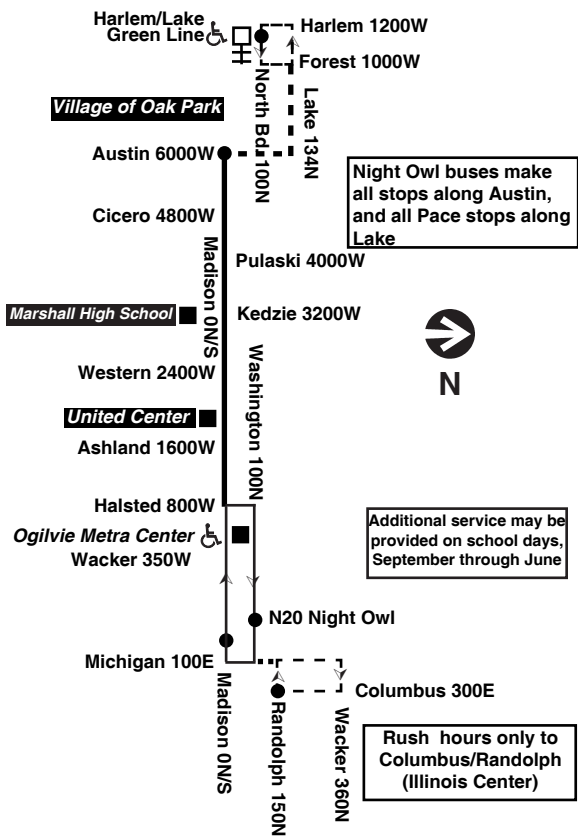 Harlem/Lake
Green Line
Harlem 1200W
Forest 1000W
North Bd. 100N
Lake 134N
Village of Oak Park
Austin 6000W
Night Owl buses make
all stops along Austin,
and all Pace stops along
Lake
Cicero 4800W
Madison 0N/S
Pulaski 4000W
Marshall High School
Kedzie 3200W
N
Western 2400W
Washington 100N
United Center
Ashland 1600W
Halsted 800W
Additional service may be
provided on school days,
September through June
Ogilvie Metra Center
Wacker 350W
N20 Night Owl
Michigan 100E
Madison 0N/S
Randolph 150N
Wacker 360N
Columbus 300E
Rush hours only to
Columbus/Randolph
(Illinois Center)